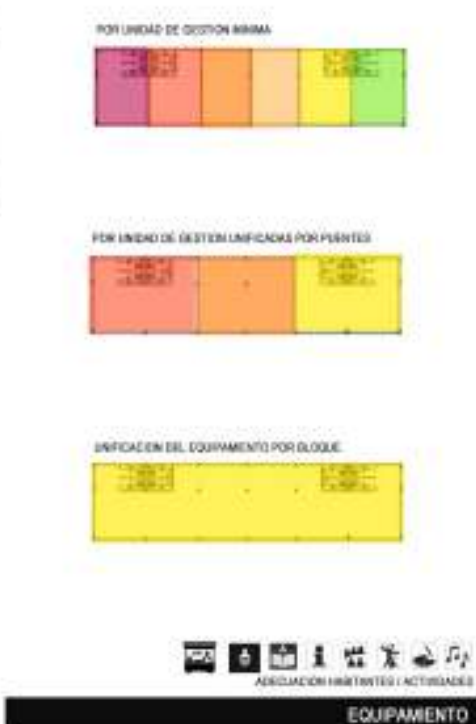 POR UNIDAD DE GESTION MINIMA
POR UNIDAD DE GESTION UNIFICADAS POR PUENTES
UNIFICACION DEL EQUIPAMIENTO POR BLOQUE
ADECUACION HABITANTES / ACTIVIDADES
EQUIPAMIENTO